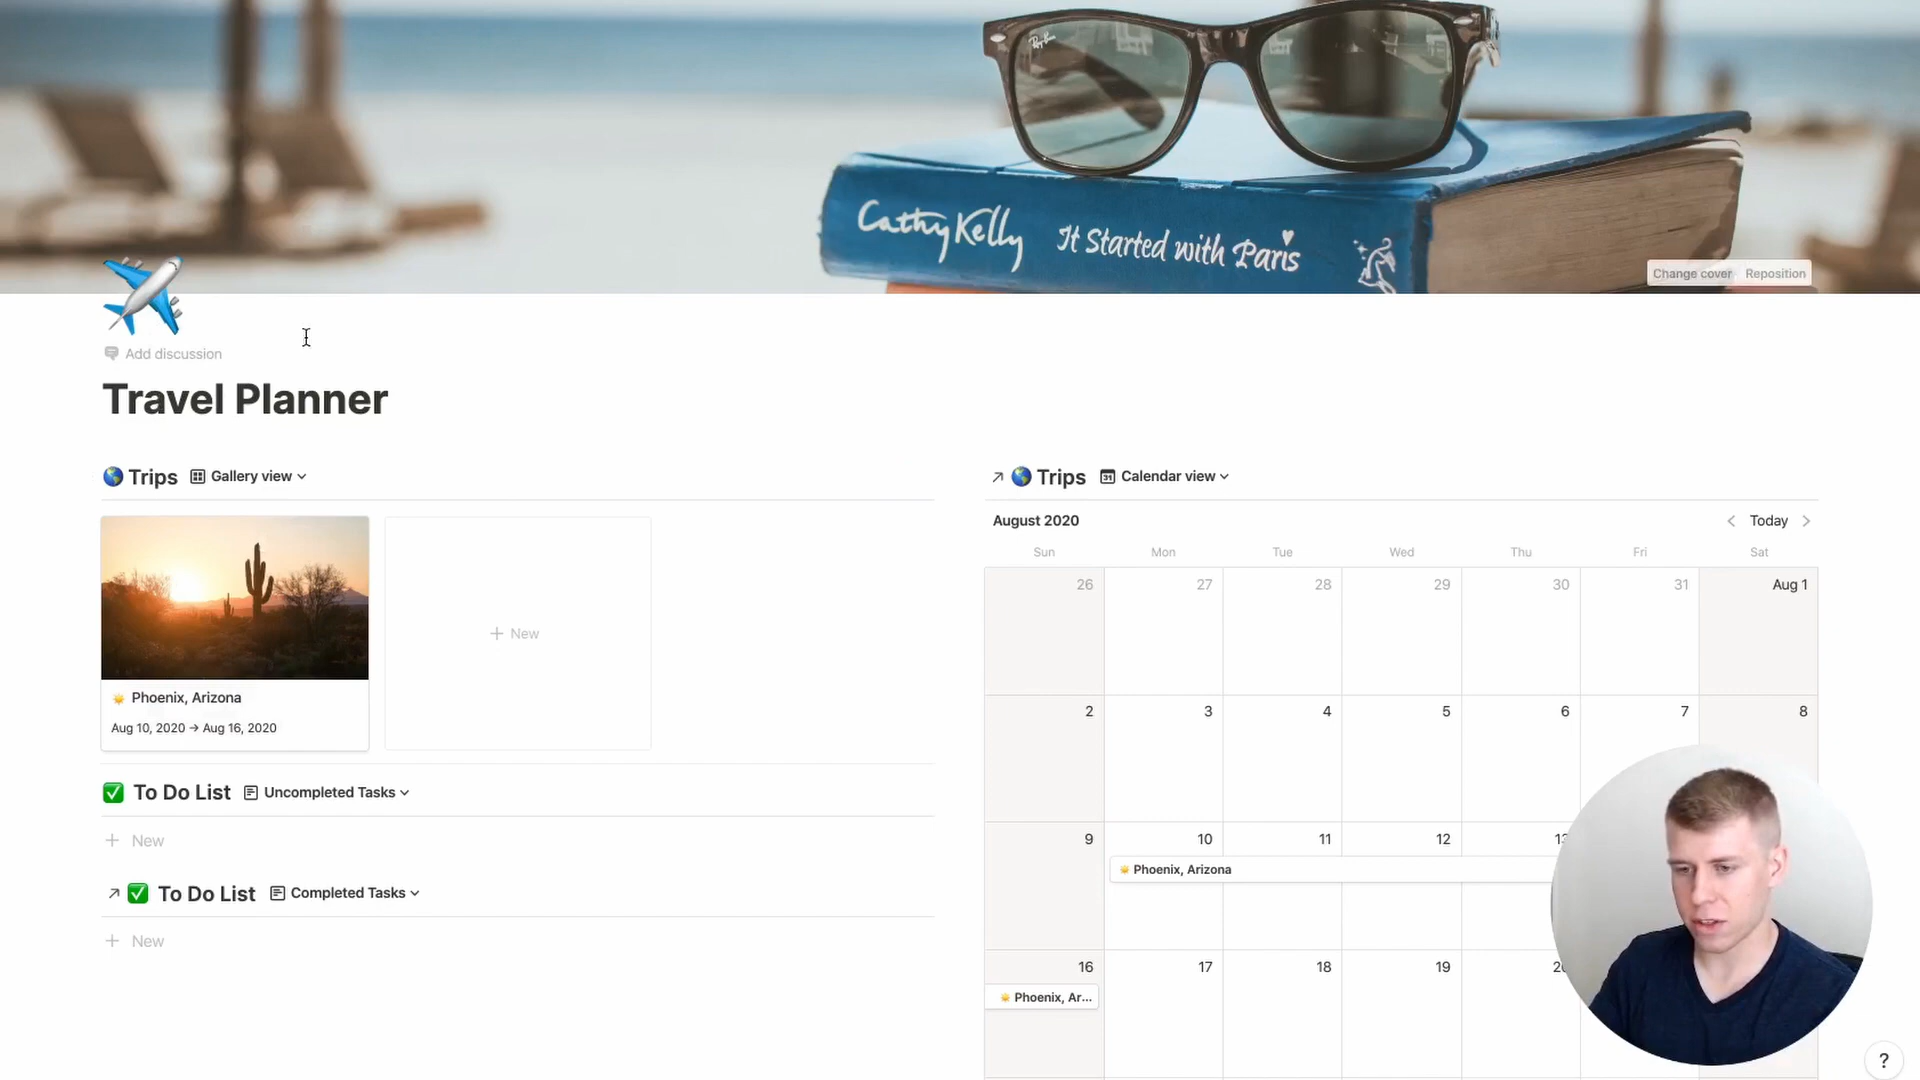 Ray-Ban
Cathy Kelly It Started with Paris
Change cover Reposition
Add discussion
Travel Planner
Trips Gallery view
Phoenix, Arizona
Aug 10, 2020 → Aug 16, 2020
+ New
To Do List Uncompleted Tasks
+ New
↗ To Do List Completed Tasks
+ New
↗ Trips Calendar view
August 2020 < Today >
Sun Mon Tue Wed Thu Fri Sat
26 27 28 29 30 31 Aug 1
2 3 4 5 6 7 8
9 10 11 12
Phoenix, Arizona
16 17 18 19
Phoenix, Ar...
?